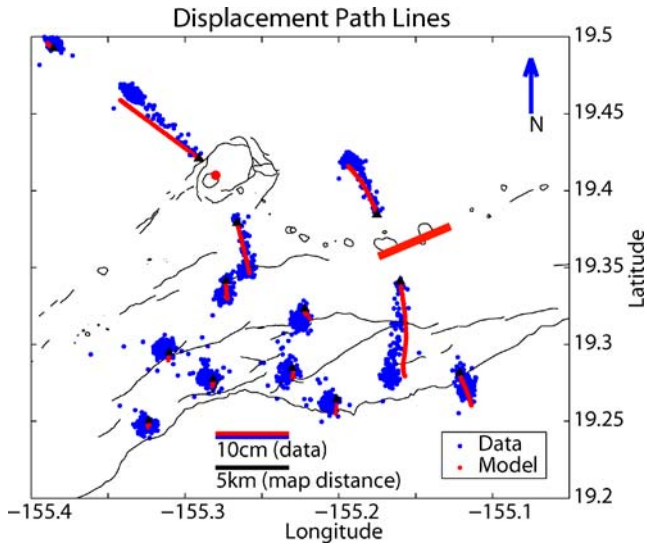 Displacement Path Lines
19.5
19.45
N
19.4
19.35
Latitude
19.3
19.25
10cm (data)
5km (map distance)
Data
Model
19.2
−155.4
−155.3
−155.2
−155.1
Longitude